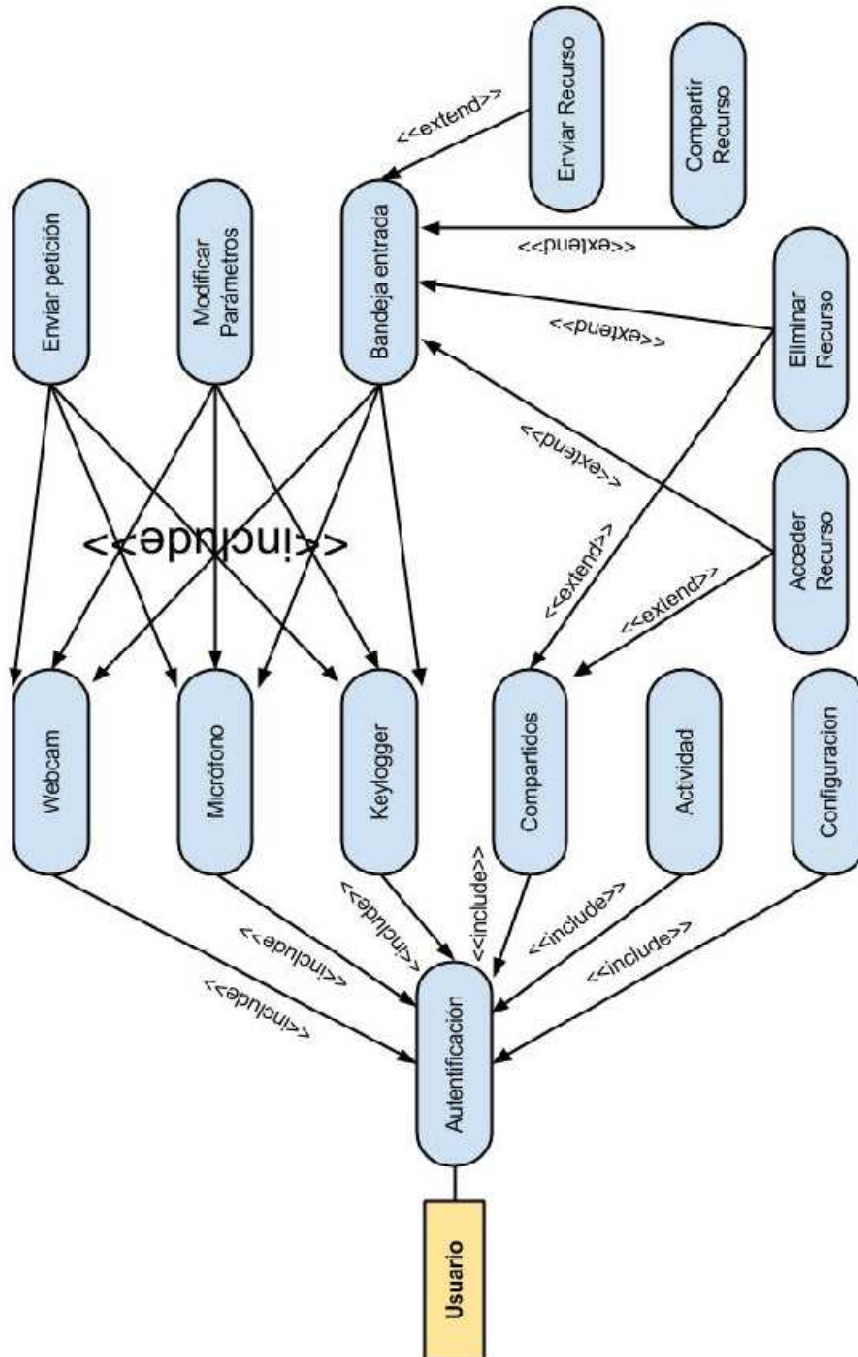 Usuario
Autentificación
<<include>>
<<include>>
<<include>>
<<include>>
<<include>>
<<include>>
Webcam
Micrófono
Keylogger
Compartidos
Actividad
Configuracion
<<include>>
<<extend>>
<<extend>>
<<extend>>
<<extend>>
<<extend>>
<<extend>>
Enviar petición
Modificar
Parámetros
Bandeja entrada
Acceder
Recurso
Eliminar
Recurso
Compartir
Recurso
Enviar Recurso